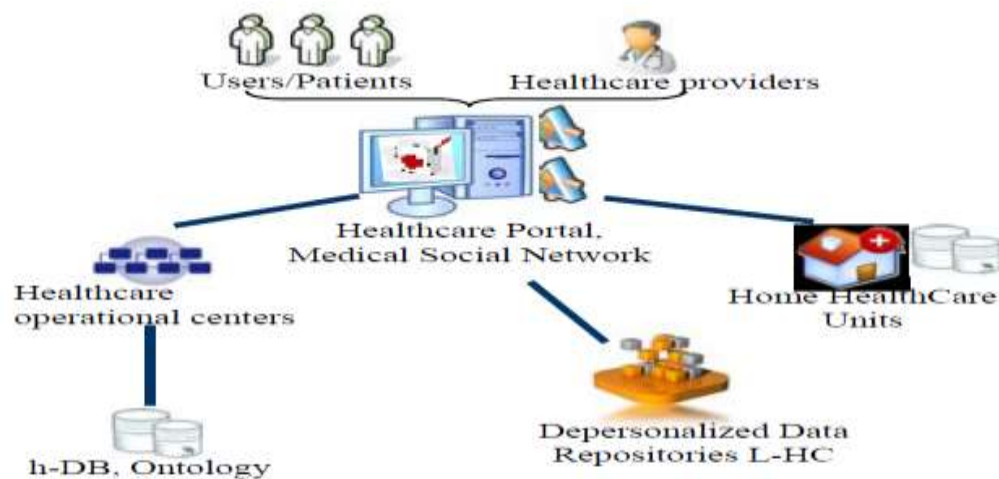 Users/Patients
Healthcare providers
Healthcare Portal,
Medical Social Network
Healthcare
operational centers
Home HealthCare
Units
h-DB, Ontology
Depersonalized Data
Repositories L-HC